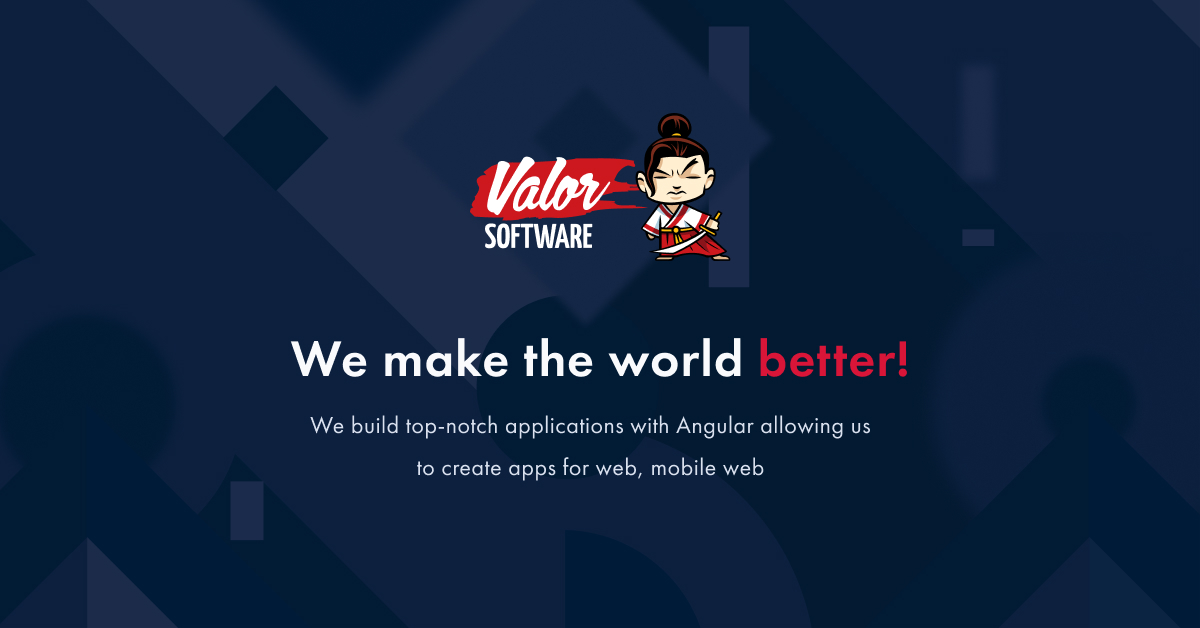 Valor
SOFTWARE
We make the world better!
We build top-notch applications with Angular allowing us
to create apps for web, mobile web